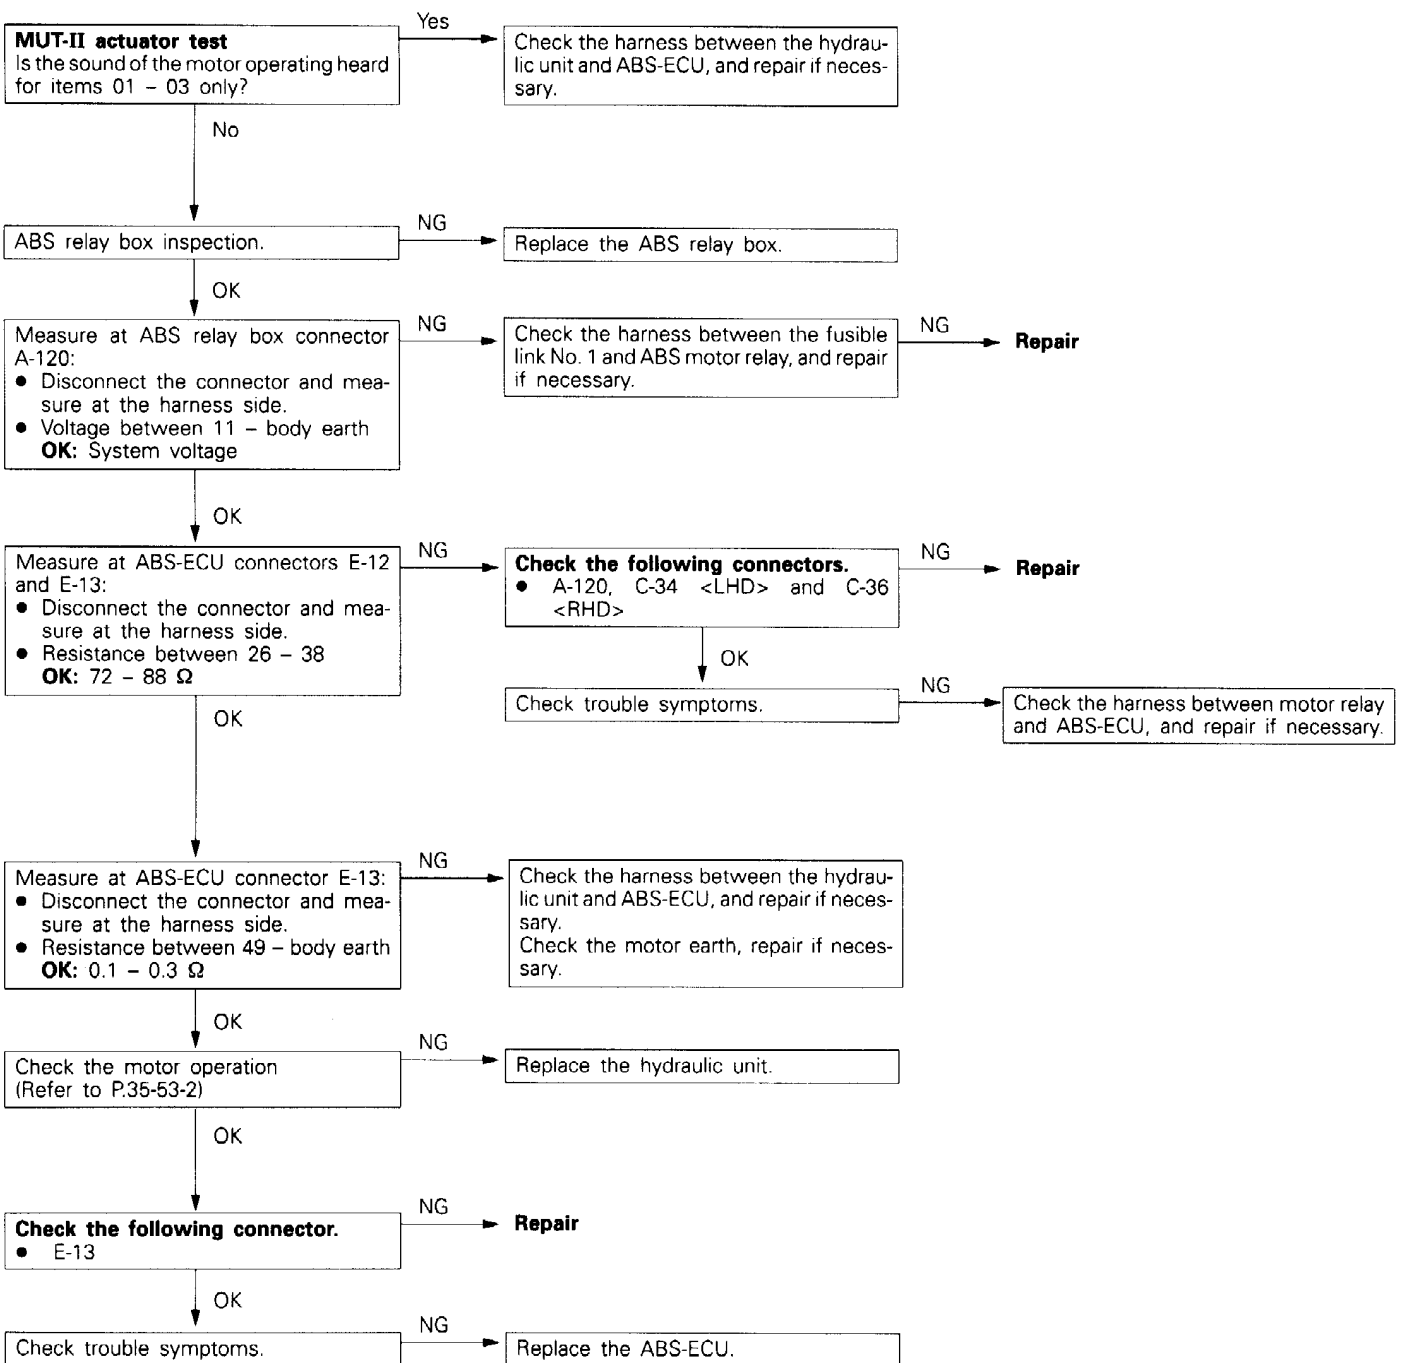 Yes
MUT-II actuator test
Is the sound of the motor operating heard
for items 01 – 03 only?
Check the harness between the hydrau-
lic unit and ABS-ECU, and repair if neces-
sary.
No
ABS relay box inspection.
NG
Replace the ABS relay box.
OK
Measure at ABS relay box connector
A-120:
● Disconnect the connector and mea-
sure at the harness side.
● Voltage between 11 – body earth
OK: System voltage
NG
Check the harness between the fusible
link No. 1 and ABS motor relay, and repair
if necessary.
NG
Repair
OK
Measure at ABS-ECU connectors E-12
and E-13:
● Disconnect the connector and mea-
sure at the harness side.
● Resistance between 26 – 38
OK: 72 – 88 Ω
NG
Check the following connectors.
● A-120, C-34 <LHD> and C-36
<RHD>
NG
Repair
OK
Check trouble symptoms.
NG
Check the harness between motor relay
and ABS-ECU, and repair if necessary.
OK
Measure at ABS-ECU connector E-13:
● Disconnect the connector and mea-
sure at the harness side.
● Resistance between 49 – body earth
OK: 0.1 – 0.3 Ω
NG
Check the harness between the hydrau-
lic unit and ABS-ECU, and repair if neces-
sary.
Check the motor earth, repair if neces-
sary.
OK
Check the motor operation
(Refer to P.35-53-2)
NG
Replace the hydraulic unit.
OK
Check the following connector.
● E-13
NG
Repair
OK
Check trouble symptoms.
NG
Replace the ABS-ECU.